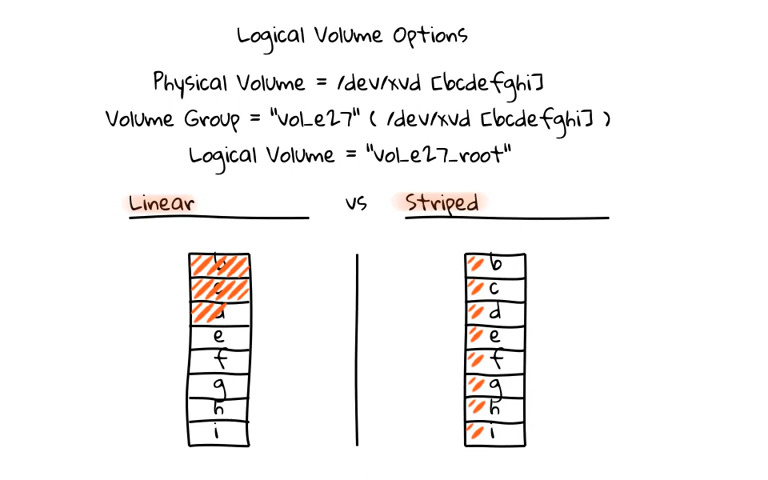 Logical Volume Options
Physical Volume = /dev/xvd [bcdefghi]
Volume Group = "vol_e27" ( /dev/xvd [bcdefghi] )
Logical Volume = "vol_e27_root"
Linear vs Striped
b
c
d
e
f
g
h
i
b
c
d
e
f
g
h
i